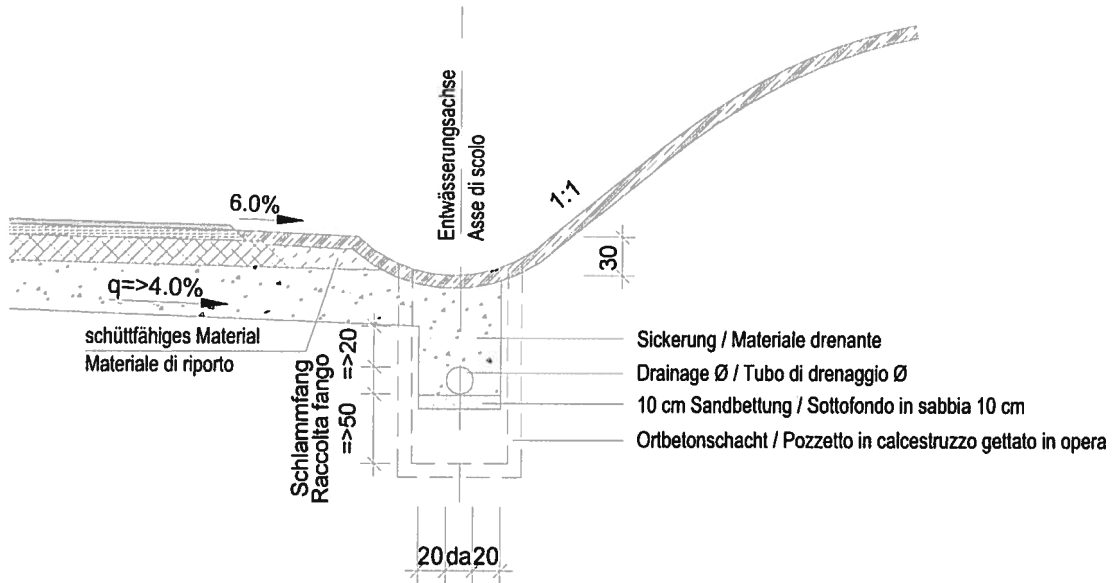 Entwässerungsachse
Asse di scolo
6.0%
1:1
30
q=>4.0%
schüttfähiges Material
Materiale di riporto
Schlammfang
Raccolta fango
=>50
=>20
Sickerung / Materiale drenante
Drainage Ø / Tubo di drenaggio Ø
10 cm Sandbettung / Sottofondo in sabbia 10 cm
Ortbetonschacht / Pozzetto in calcestruzzo gettato in opera
20 da 20